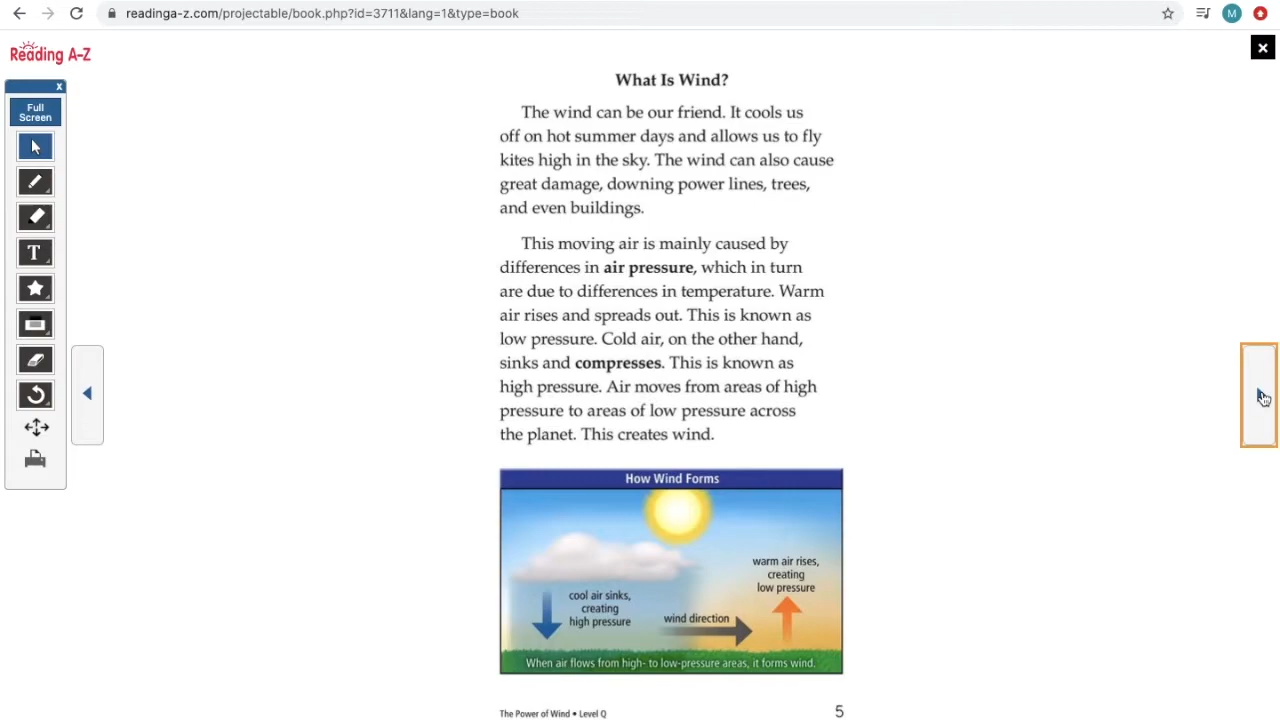 readinga-z.com/projectable/book.php?id=3711&lang=1&type=book
M
Reading A-Z
x
Full
Screen
T
What Is Wind?
The wind can be our friend. It cools us
off on hot summer days and allows us to fly
kites high in the sky. The wind can also cause
great damage, downing power lines, trees,
and even buildings.
This moving air is mainly caused by
differences in air pressure, which in turn
are due to differences in temperature. Warm
air rises and spreads out. This is known as
low pressure. Cold air, on the other hand,
sinks and compresses. This is known as
high pressure. Air moves from areas of high
pressure to areas of low pressure across
the planet. This creates wind.
How Wind Forms
cool air sinks,
creating
high pressure
wind direction
warm air rises,
creating
low pressure
When air flows from high- to low-pressure areas, it forms wind.
The Power of Wind • Level Q
5